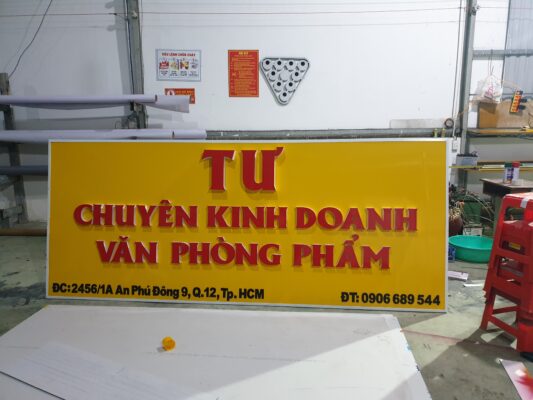 TƯ
CHUYÊN KINH DOANH
VĂN PHÒNG PHẨM
ĐC: 2456/1A An Phú Đông 9, Q.12, Tp. HCM
ĐT: 0906 689 544